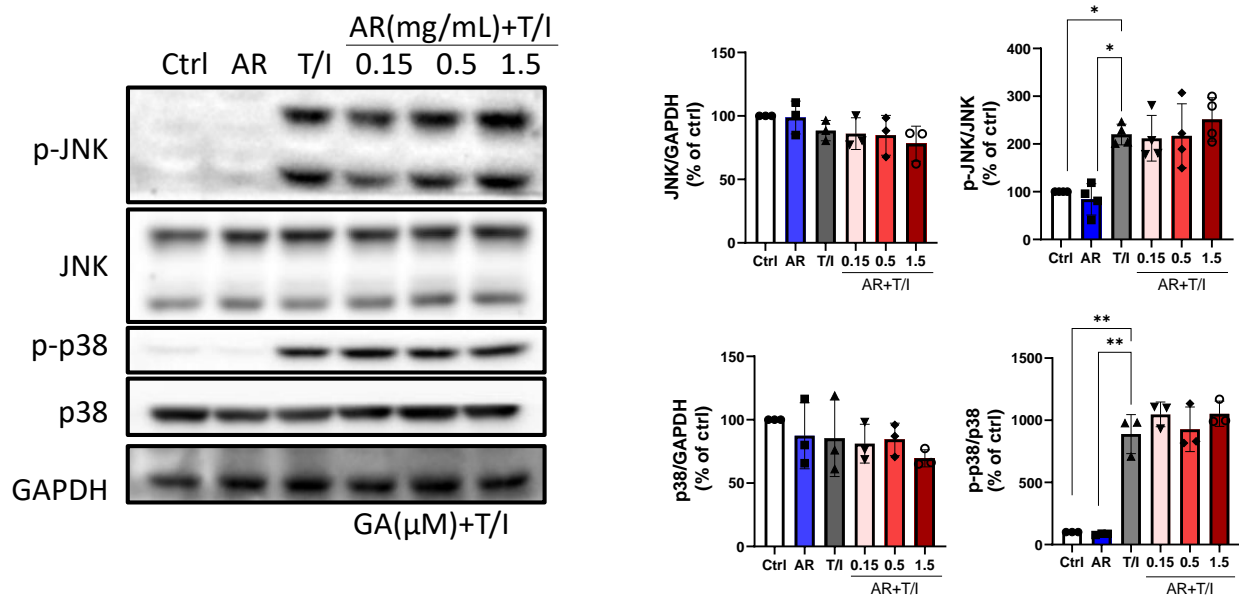 AR(mg/mL)+T/I
Ctrl AR T/I 0.15 0.5 1.5
p-JNK
JNK
p-p38
p38
GAPDH
GA(μM)+T/I
JNK/GAPDH
(% of ctrl)
150
100
50
0
Ctrl AR T/I 0.15 0.5 1.5
AR+T/I
p-JNK/JNK
(% of ctrl)
400
300
200
100
0
*
*
Ctrl AR T/I 0.15 0.5 1.5
AR+T/I
p38/GAPDH
(% of ctrl)
150
100
50
0
Ctrl AR T/I 0.15 0.5 1.5
AR+T/I
p-p38/p38
(% of ctrl)
1500
1000
500
0
**
**
Ctrl AR T/I 0.15 0.5 1.5
AR+T/I